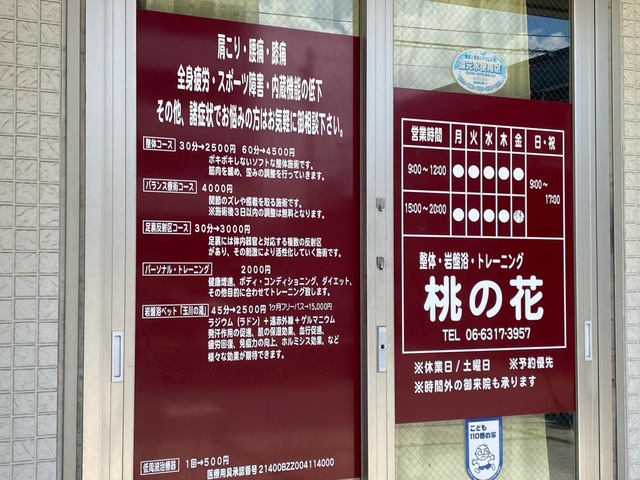 肩こり・腰痛・膝痛
全身疲労・スポーツ障害・内蔵機能の低下
その他、諸症状でお悩みの方はお気軽に御相談下さい。
整体コース 30分→2500円 60分→4500円
ボキボキしないソフトな整体施術です。
筋肉を緩め、歪みの調整を行っていきます。
バランス療術コース 4000円
関節のズレや癒着を取る施術です。
※施術後3日以内の調整は無料となります。
足裏反射区コース 30分→3000円
足裏には体内器官と対応する複数の反射区
があり、その刺激により活性化していく施術です。
パーソナル・トレーニング 2000円
健康増進、ボディ・コンディショニング、ダイエット、
その他目的に合わせてトレーニング致します。
岩盤浴ベット「玉川の湯」 45分→2500円 1ヶ月フリーパス→15,000円
ラジウム(ラドン)+遠赤外線+ゲルマニウム
発汗作用の促進、肌の保湿効果、血行促進、
疲労回復、免疫力の向上、ホルミシス効果、など
様々な効果が期待できます。
低周波治療器 1回→500円
医療用具承認番号 21400BZZ004114000
還元水使用店
営業時間 月 火 水 木 金 日・祝
9:00~12:00 ● ● ● ● ● 9:00~17:00
15:00~20:00 ● ● ● ● 休
整体・岩盤浴・トレーニング
桃の花
TEL 06-6317-3957
※休業日/土曜日 ※予約優先
※時間外の御来院も承ります
こども
110番の家